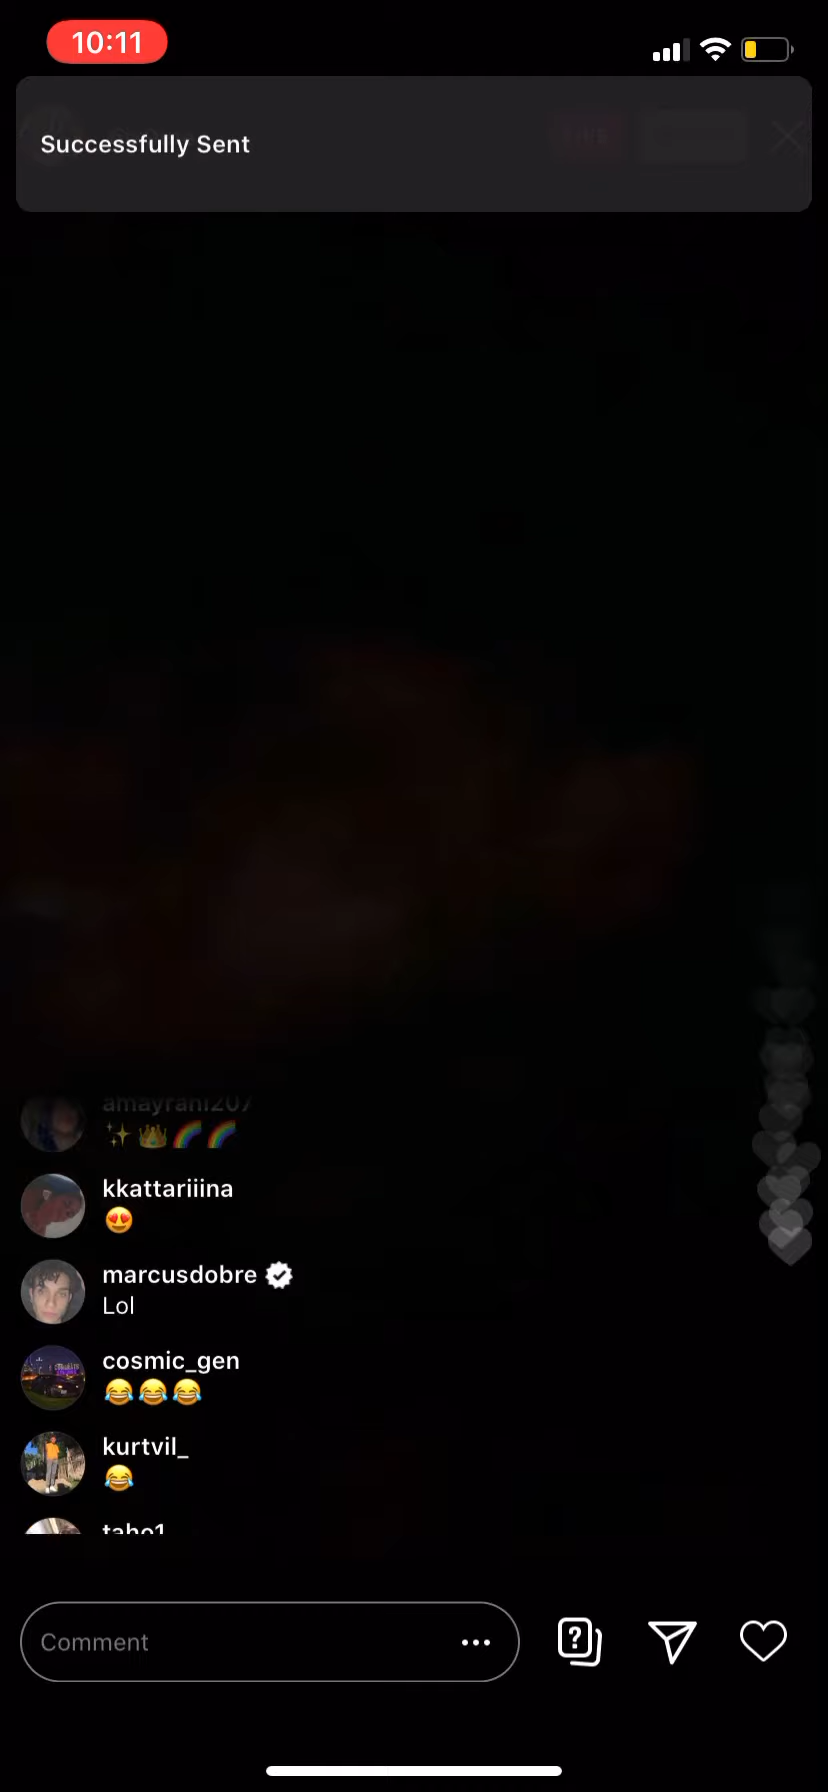 10:11
Successfully Sent
kkattariiina
😍
marcusdobre
Lol
cosmic_gen
😂😂😂
kurtvil_
😂
Comment